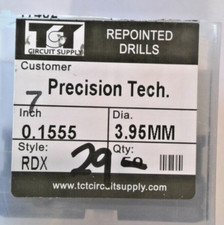 TCT
CIRCUIT SUPPLY
REPOINTED
DRILLS
Customer
Precision Tech.
7
Inch
Dia.
0.1555
3.95MM
Style:
Qty:
RDX
29
www.tctcircuitsupply.com